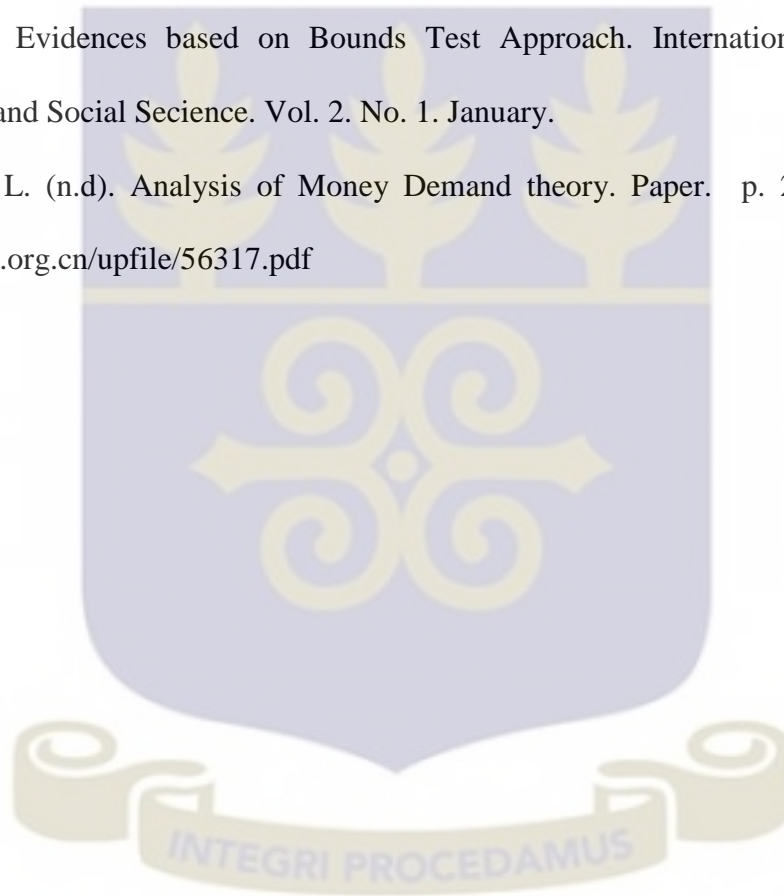 Evidences based on Bounds Test Approach. Internation
and Social Secience. Vol. 2. No. 1. January.
L. (n.d). Analysis of Money Demand theory. Paper. p. 2
.org.cn/upfile/56317.pdf
INTEGRI PROCEDAMUS